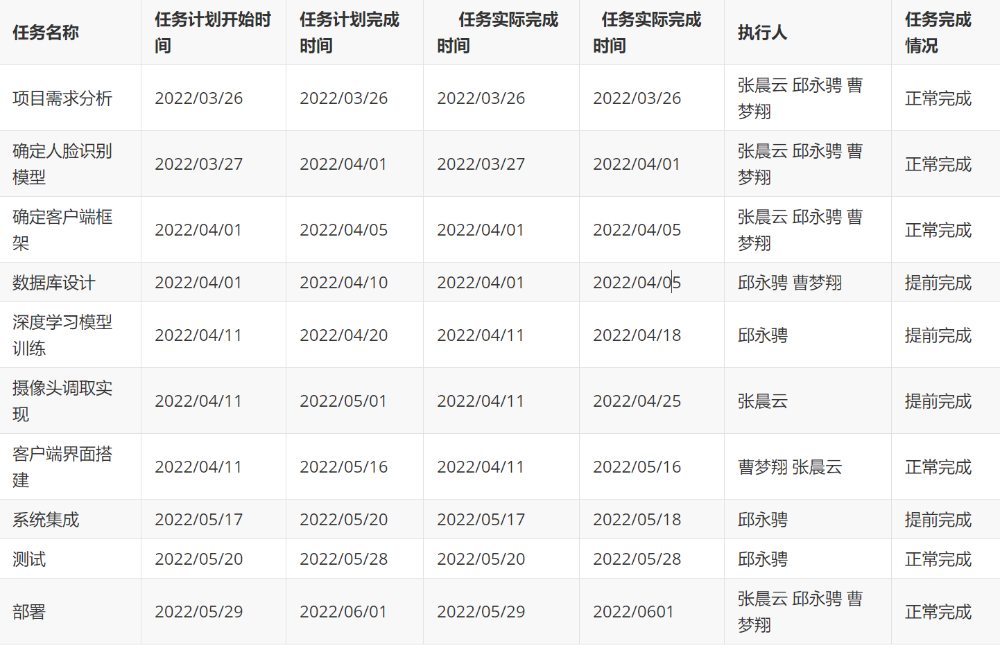 任务名称 任务计划开始时间 任务计划完成时间 任务实际完成时间 任务实际完成时间 执行人 任务完成情况
项目需求分析 2022/03/26 2022/03/26 2022/03/26 2022/03/26 张晨云 邱永骋 曹梦翔 正常完成
确定人脸识别模型 2022/03/27 2022/04/01 2022/03/27 2022/04/01 张晨云 邱永骋 曹梦翔 正常完成
确定客户端框架 2022/04/01 2022/04/05 2022/04/01 2022/04/05 张晨云 邱永骋 曹梦翔 正常完成
数据库设计 2022/04/01 2022/04/10 2022/04/01 2022/04/05 邱永骋 曹梦翔 提前完成
深度学习模型训练 2022/04/11 2022/04/20 2022/04/11 2022/04/18 邱永骋 提前完成
摄像头调取实现 2022/04/11 2022/05/01 2022/04/11 2022/04/25 张晨云 提前完成
客户端界面搭建 2022/04/11 2022/05/16 2022/04/11 2022/05/16 曹梦翔 张晨云 正常完成
系统集成 2022/05/17 2022/05/20 2022/05/17 2022/05/18 邱永骋 提前完成
测试 2022/05/20 2022/05/28 2022/05/20 2022/05/28 邱永骋 正常完成
部署 2022/05/29 2022/06/01 2022/05/29 2022/0601 张晨云 邱永骋 曹梦翔 正常完成